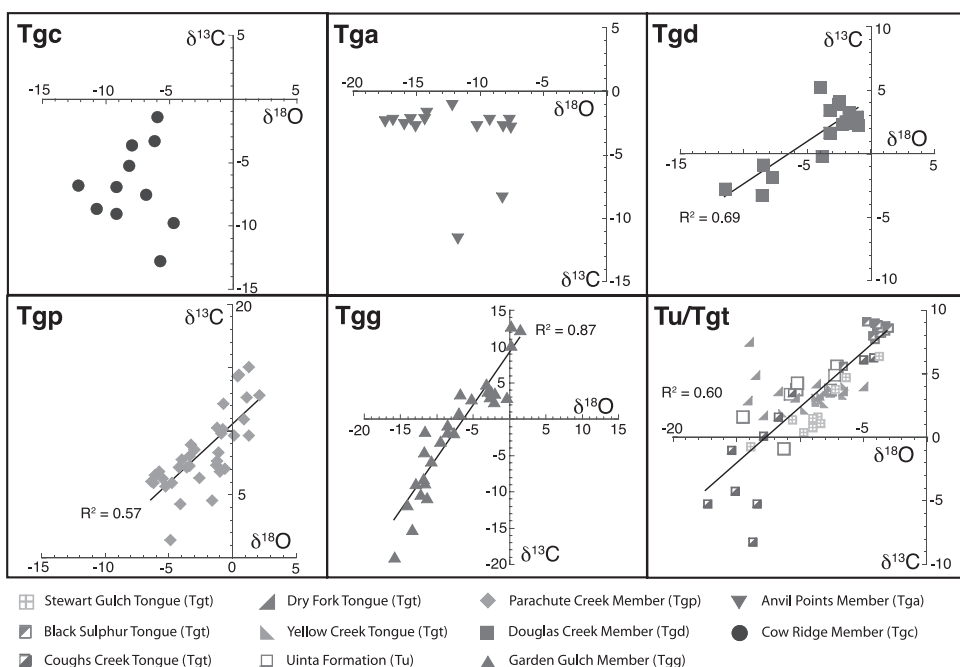 Tgc
δ13C
5
-15
-10
-5
0
5
δ18O
-5
-10
-15
Tga
-20
-15
-10
-5
0
δ18O
-5
-10
δ13C
-15
Tgd
10
δ13C
5
δ18O
-15
-10
-5
0
5
R² = 0.69
5
-10
Tgp
20
δ13C
R² = 0.57
5
δ18O
-15
-10
-5
0
5
Tgg
15
R² = 0.87
10
5
δ18O
-20
-15
-10
-5
0
5
10
15
-5
-10
-15
δ13C
-20
Tu/Tgt
10
5
R² = 0.60
-20
-5
0
δ18O
-5
δ13C
-10
Stewart Gulch Tongue (Tgt)
Dry Fork Tongue (Tgt)
Parachute Creek Member (Tgp)
Anvil Points Member (Tga)
Black Sulphur Tongue (Tgt)
Yellow Creek Tongue (Tgt)
Douglas Creek Member (Tgd)
Cow Ridge Member (Tgc)
Coughs Creek Tongue (Tgt)
Uinta Formation (Tu)
Garden Gulch Member (Tgg)